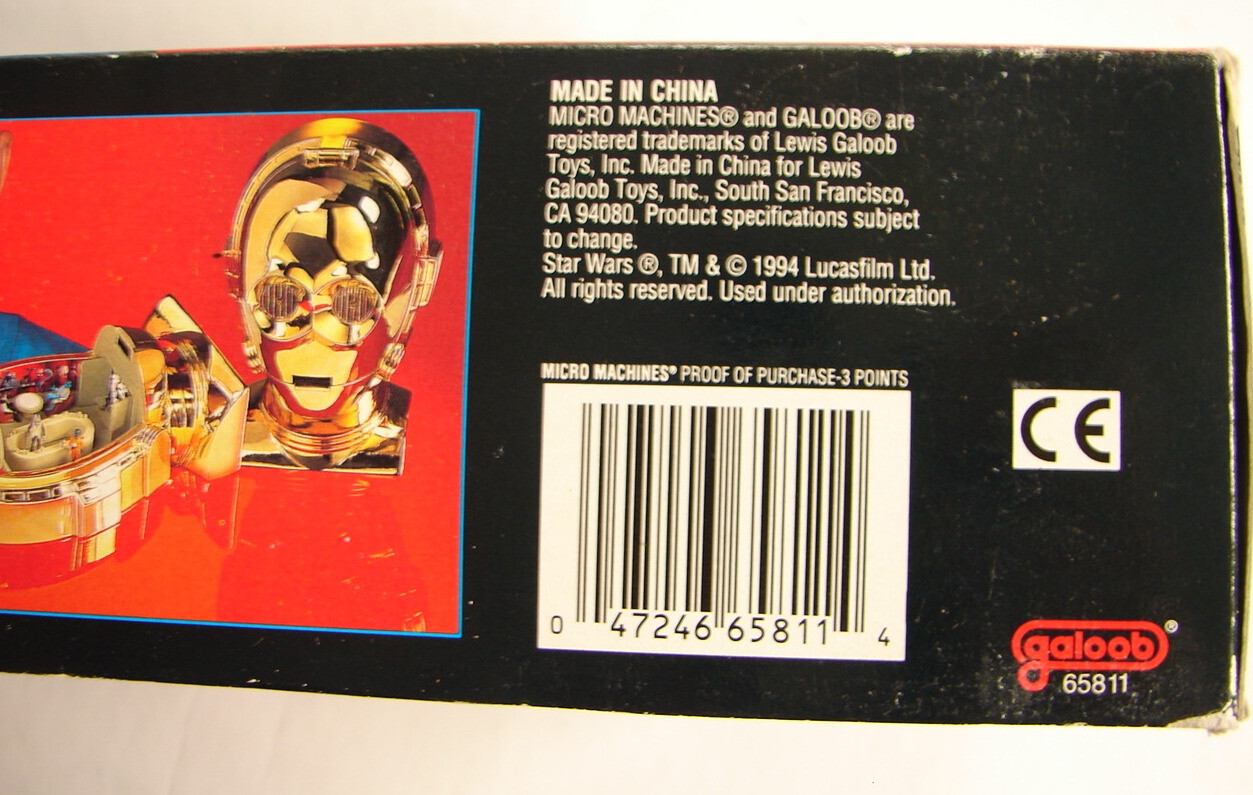 MADE IN CHINA
MICRO MACHINES® and GALOOB® are
registered trademarks of Lewis Galoob
Toys, Inc. Made in China for Lewis
Galoob Toys, Inc., South San Francisco,
CA 94080. Product specifications subject
to change.
Star Wars ®, TM & © 1994 Lucasfilm Ltd.
All rights reserved. Used under authorization.
MICRO MACHINES® PROOF OF PURCHASE-3 POINTS
0 47246 65811 4
CE
galoob®
65811